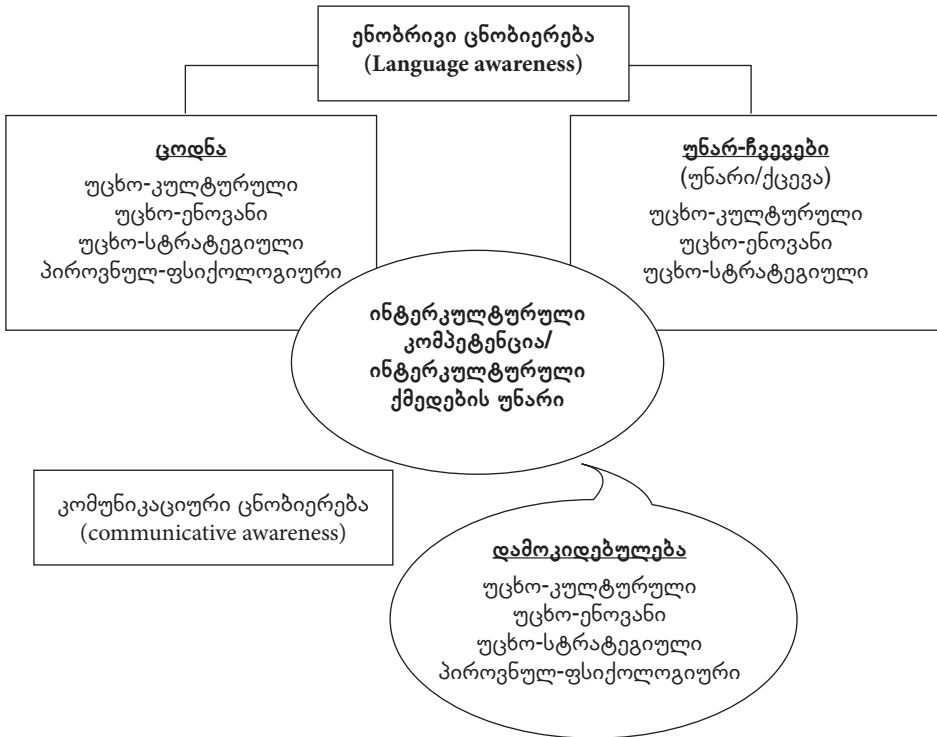 ენობრივი ცნობიერება
(Language awareness)
ცოდნა
უცხო-კულტურული
უცხო-ენოვანი
უცხო-სტრატეგიული
პიროვნულ-ფსიქოლოგიური
უნარ-ჩვევები
(უნარი/ქცევა)
უცხო-კულტურული
უცხო-ენოვანი
უცხო-სტრატეგიული
ინტერკულტურული
კომპეტენცია/
ინტერკულტურული
ქმედების უნარი
კომუნიკაციური ცნობიერება
(communicative awareness)
დამოკიდებულება
უცხო-კულტურული
უცხო-ენოვანი
უცხო-სტრატეგიული
პიროვნულ-ფსიქოლოგიური